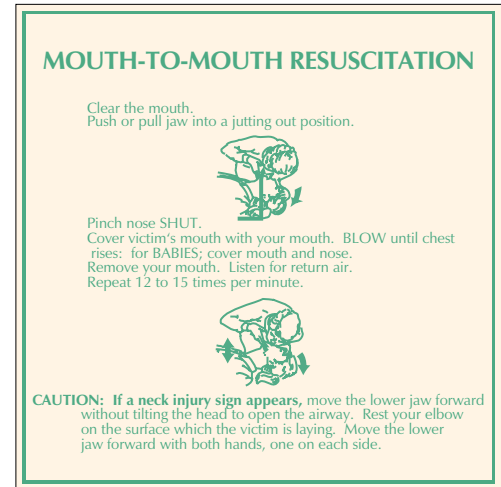 MOUTH-TO-MOUTH RESUSCITATION
Clear the mouth.
Push or pull jaw into a jutting out position.
Pinch nose SHUT.
Cover victim's mouth with your mouth. BLOW until chest
rises: for BABIES; cover mouth and nose.
Remove your mouth. Listen for return air.
Repeat 12 to 15 times per minute.
CAUTION: If a neck injury sign appears, move the lower jaw forward
without tilting the head to open the airway. Rest your elbow
on the surface which the victim is laying. Move the lower
jaw forward with both hands, one on each side.